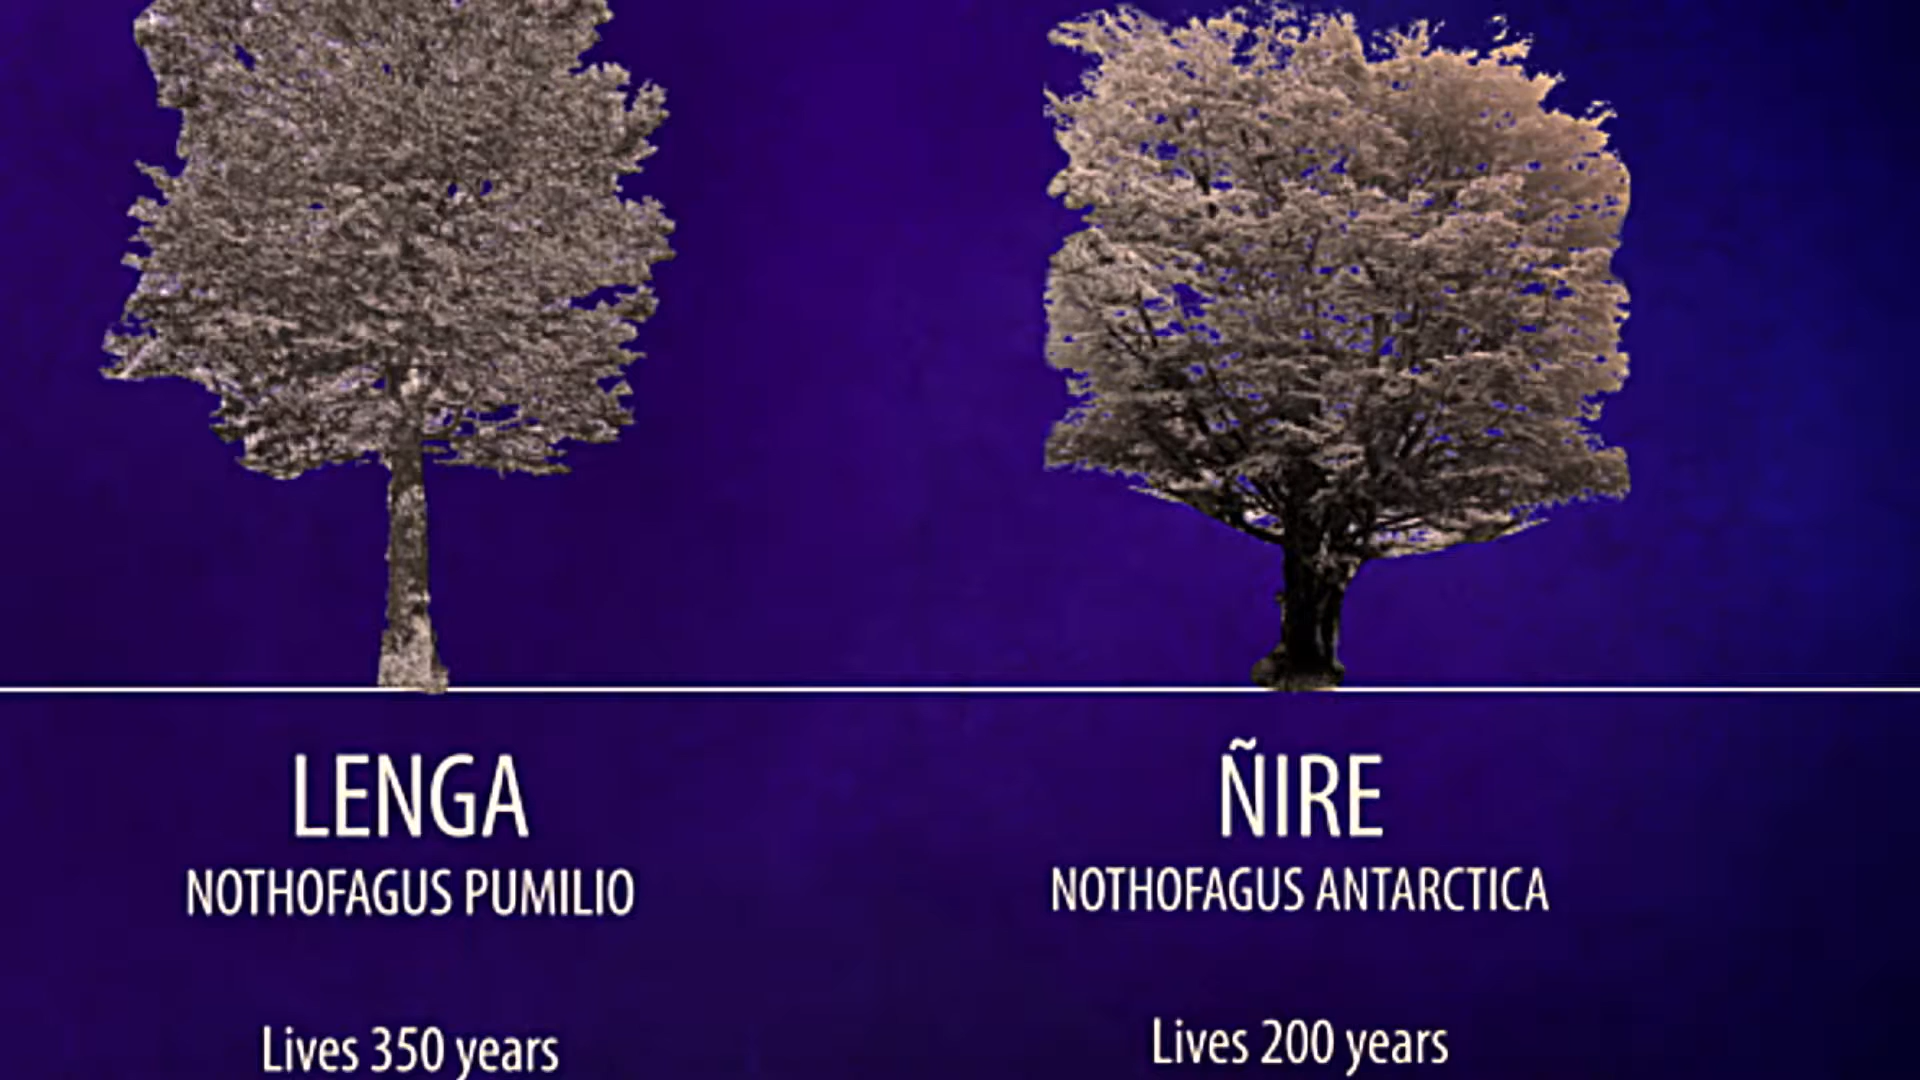 LENGA
NOTHOFAGUS PUMILIO
Lives 350 years
ÑIRE
NOTHOFAGUS ANTARCTICA
Lives 200 years